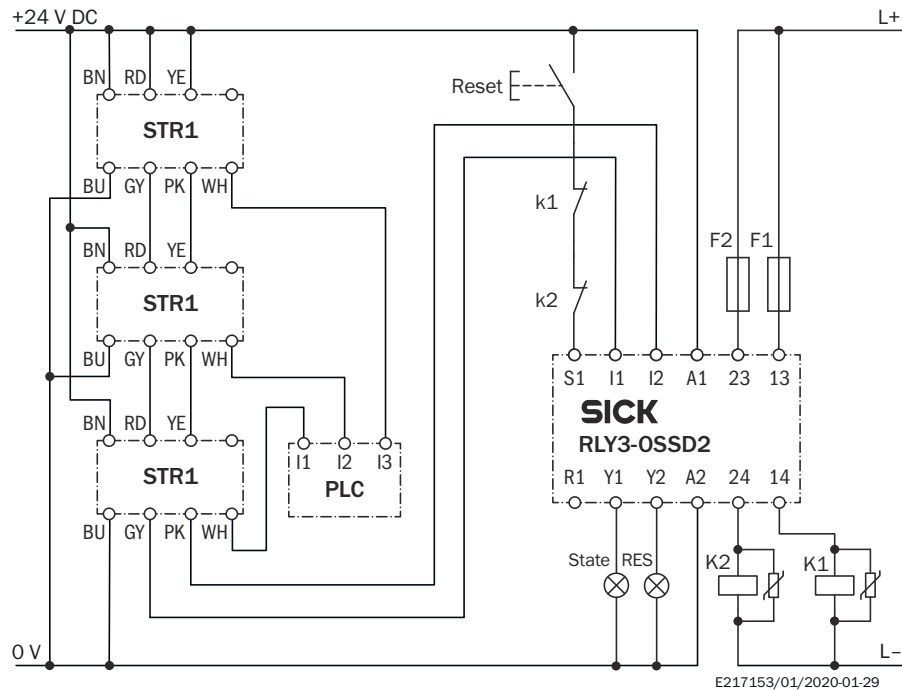 +24 V DC
L+
BN RD YE
STR1
BU GY PK WH
BN RD YE
STR1
BU GY PK WH
BN RD YE
STR1
BU GY PK WH
I1 I2 I3
PLC
Reset
k1
k2
F2 F1
S1 I1 I2 A1 23 13
SICK
RLY3-OSSD2
R1 Y1 Y2 A2 24 14
State RES
K2 K1
0 V
L–
E217153/01/2020-01-29